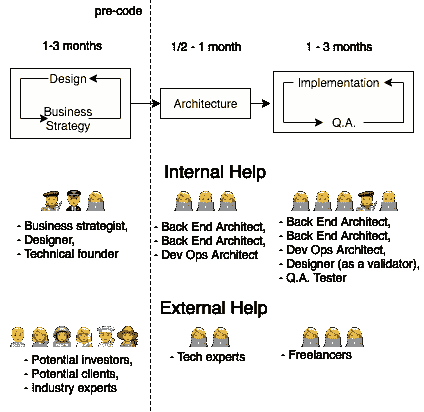 pre-code
1-3 months
1/2 - 1 month
1 - 3 months
Design
Business
Strategy
Architecture
Implementation
Q.A.
Internal Help
- Business strategist,
- Designer,
- Technical founder
- Back End Architect,
- Back End Architect,
- Dev Ops Architect
- Back End Architect,
- Back End Architect,
- Dev Ops Architect,
- Designer (as a validator),
- Q.A. Tester
External Help
- Potential investors,
- Potential clients,
- Industry experts
- Tech experts
- Freelancers